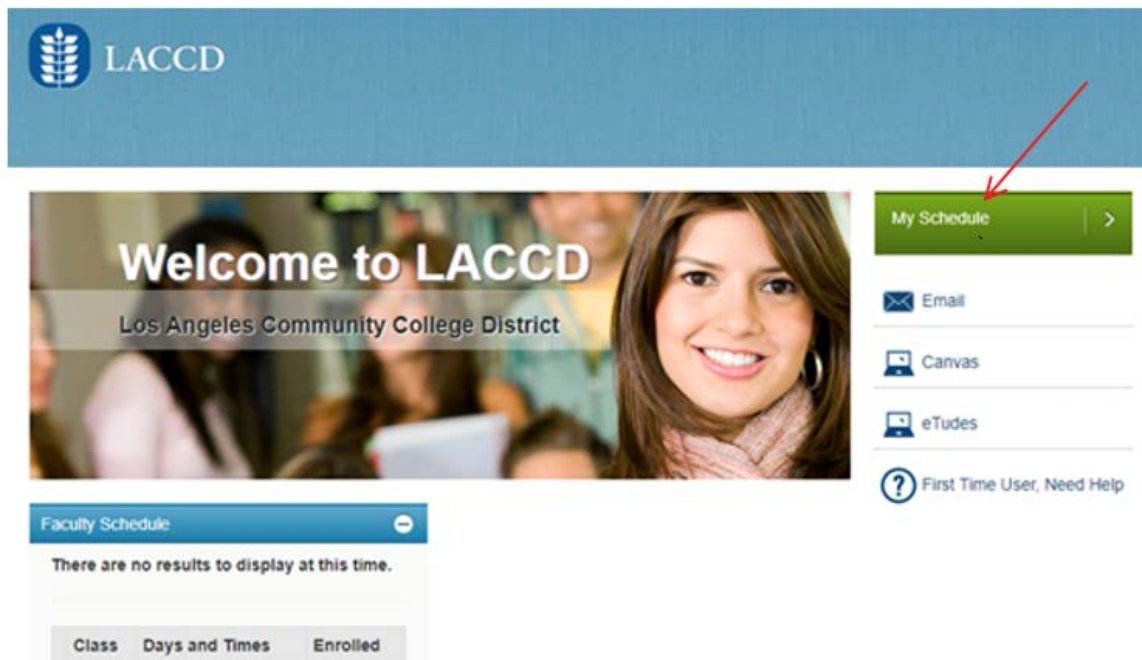 LACCD
Welcome to LACCD
Los Angeles Community College District
My Schedule
Email
Canvas
eTudes
First Time User, Need Help
Faculty Schedule
There are no results to display at this time.
Class Days and Times Enrolled